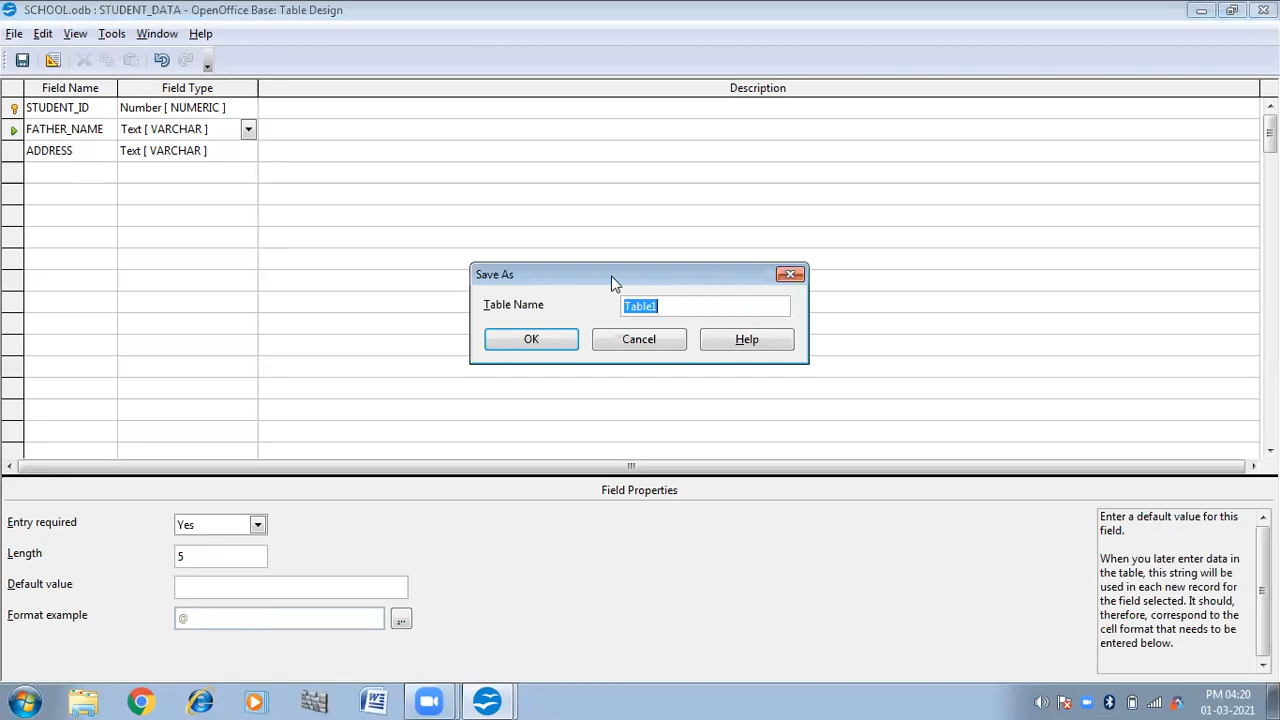 SCHOOL.odb : STUDENT_DATA - OpenOffice Base: Table Design
File Edit View Tools Window Help
Field Name Field Type Description
STUDENT_ID Number [ NUMERIC ]
FATHER_NAME Text [ VARCHAR ]
ADDRESS Text [ VARCHAR ]
Save As
Table Name Table1
OK Cancel Help
Field Properties
Entry required Yes
Length 5
Default value
Format example @ ...
Enter a default value for this
field.
When you later enter data in
the table, this string will be
used in each new record for
the field selected. It should,
therefore, correspond to the
cell format that needs to be
entered below.
PM 04:20
01-03-2021